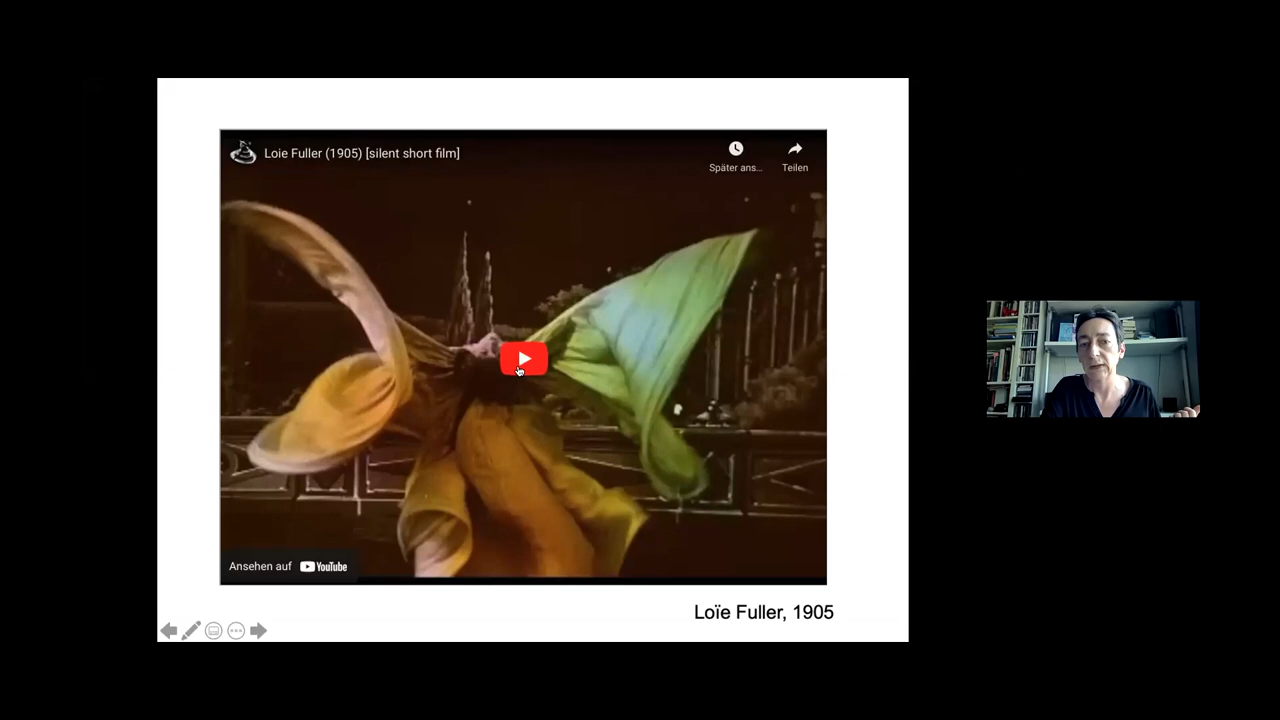 Loie Fuller (1905) [silent short film]
Später ans...
Teilen
Ansehen auf YouTube
Loïe Fuller, 1905